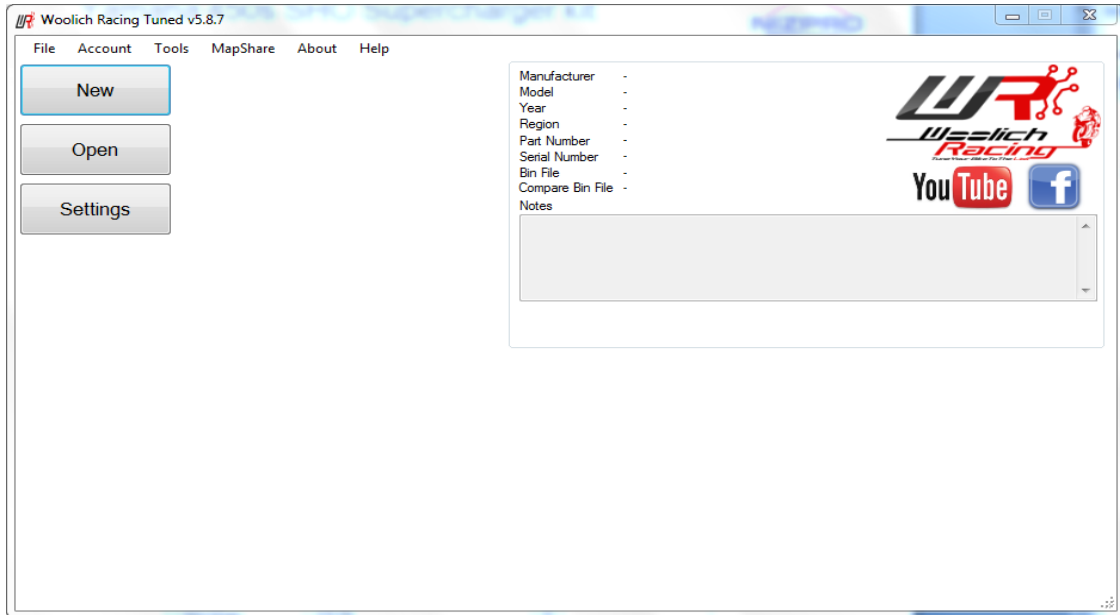 Woolich Racing Tuned v5.8.7
File Account Tools MapShare About Help
New
Open
Settings
Manufacturer -
Model -
Year -
Region -
Part Number -
Serial Number -
Bin File -
Compare Bin File -
Notes
WR
Woolich
Racing
YouTube
f